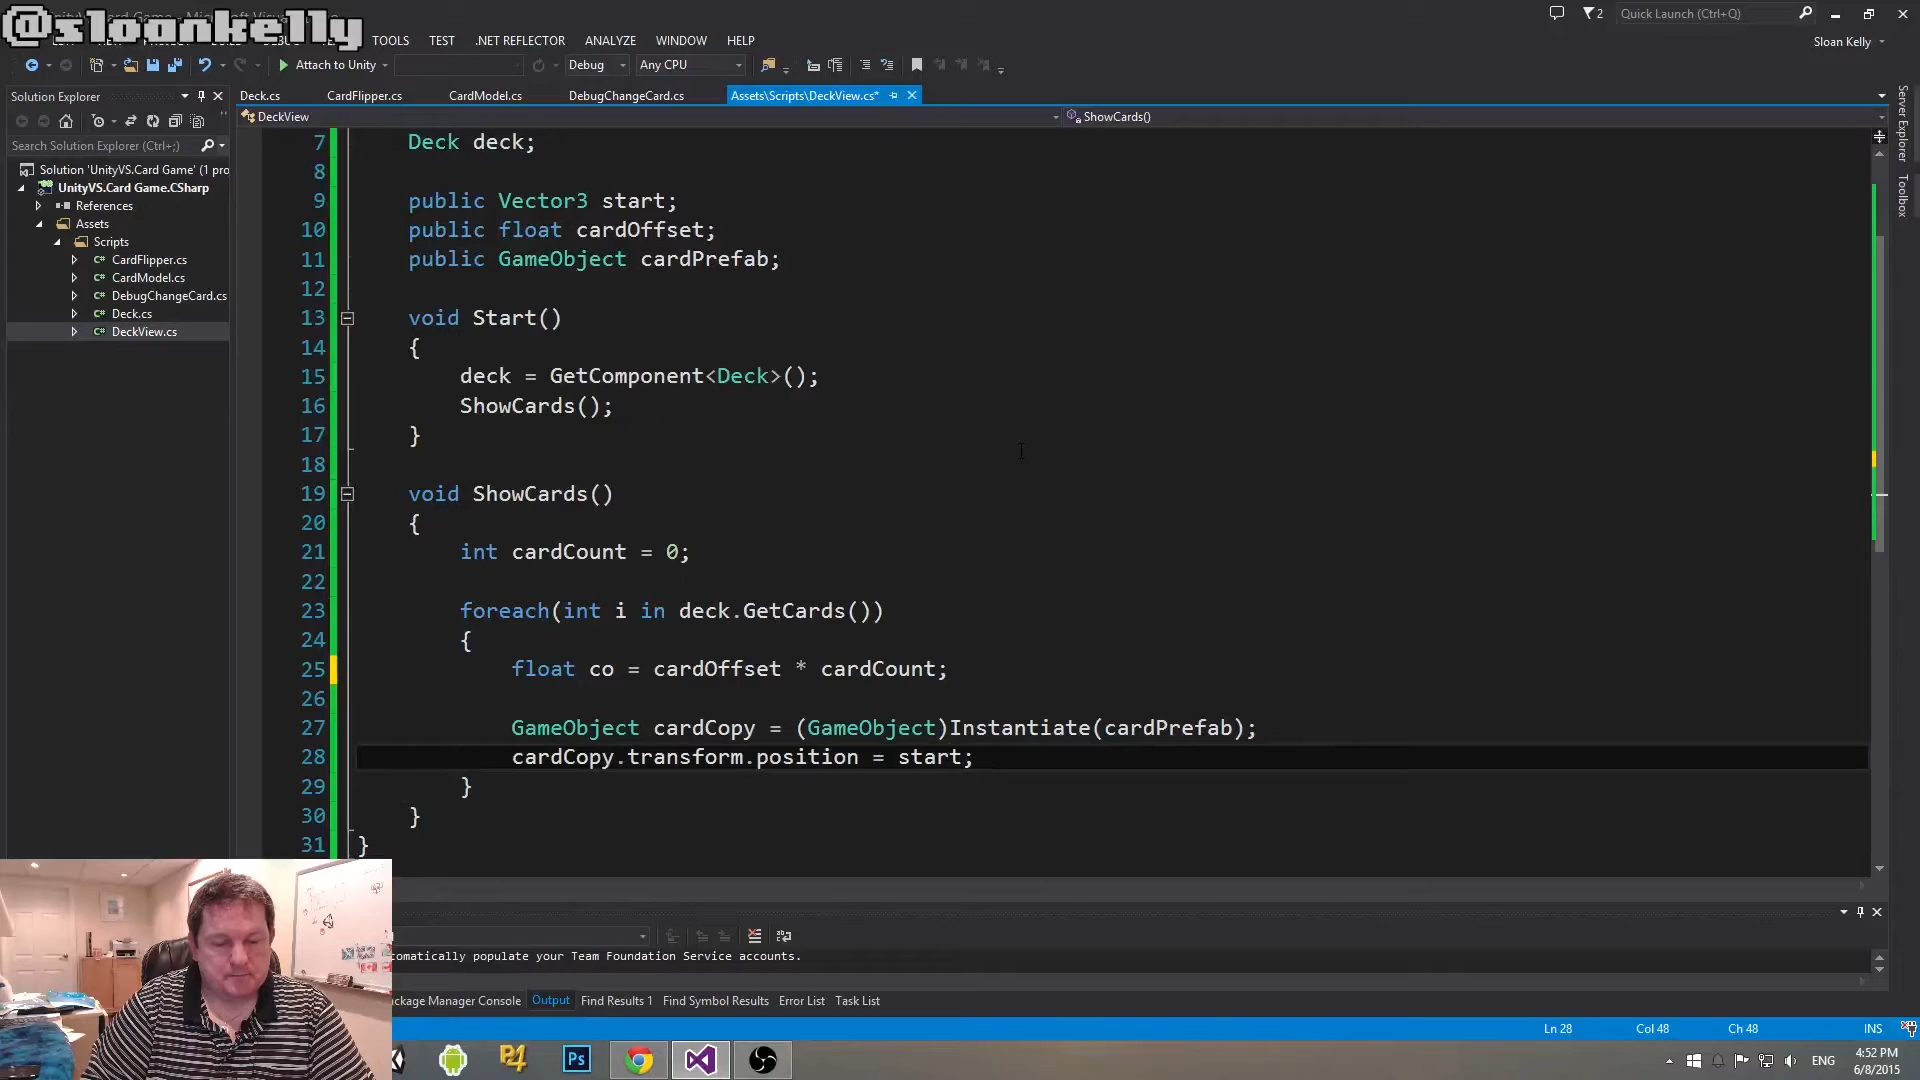 @sloankelly
TOOLS TEST .NET REFLECTOR ANALYZE WINDOW HELP
2
Quick Launch (Ctrl+Q)
Sloan Kelly
Attach to Unity Debug Any CPU
Solution Explorer
Search Solution Explorer (Ctrl+;)
Solution 'UnityVS.Card Game' (1 pro
UnityVS.Card Game.CSharp
References
Assets
Scripts
CardFlipper.cs
CardModel.cs
DebugChangeCard.cs
Deck.cs
DeckView.cs
Deck.cs CardFlipper.cs CardModel.cs DebugChangeCard.cs Assets\Scripts\DeckView.cs*
DeckView ShowCards()
Server Explorer
Toolbox
7 Deck deck;
8
9 public Vector3 start;
10 public float cardOffset;
11 public GameObject cardPrefab;
12
13 void Start()
14 {
15 deck = GetComponent<Deck>();
16 ShowCards();
17 }
18
19 void ShowCards()
20 {
21 int cardCount = 0;
22
23 foreach(int i in deck.GetCards())
24 {
25 float co = cardOffset * cardCount;
26
27 GameObject cardCopy = (GameObject)Instantiate(cardPrefab);
28 cardCopy.transform.position = start;
29 }
30 }
31 }
tomatically populate your Team Foundation Service accounts.
ackage Manager Console Output Find Results 1 Find Symbol Results Error List Task List
Ln 28 Col 48 Ch 48 INS
Ps
ENG
4:52 PM
6/8/2015